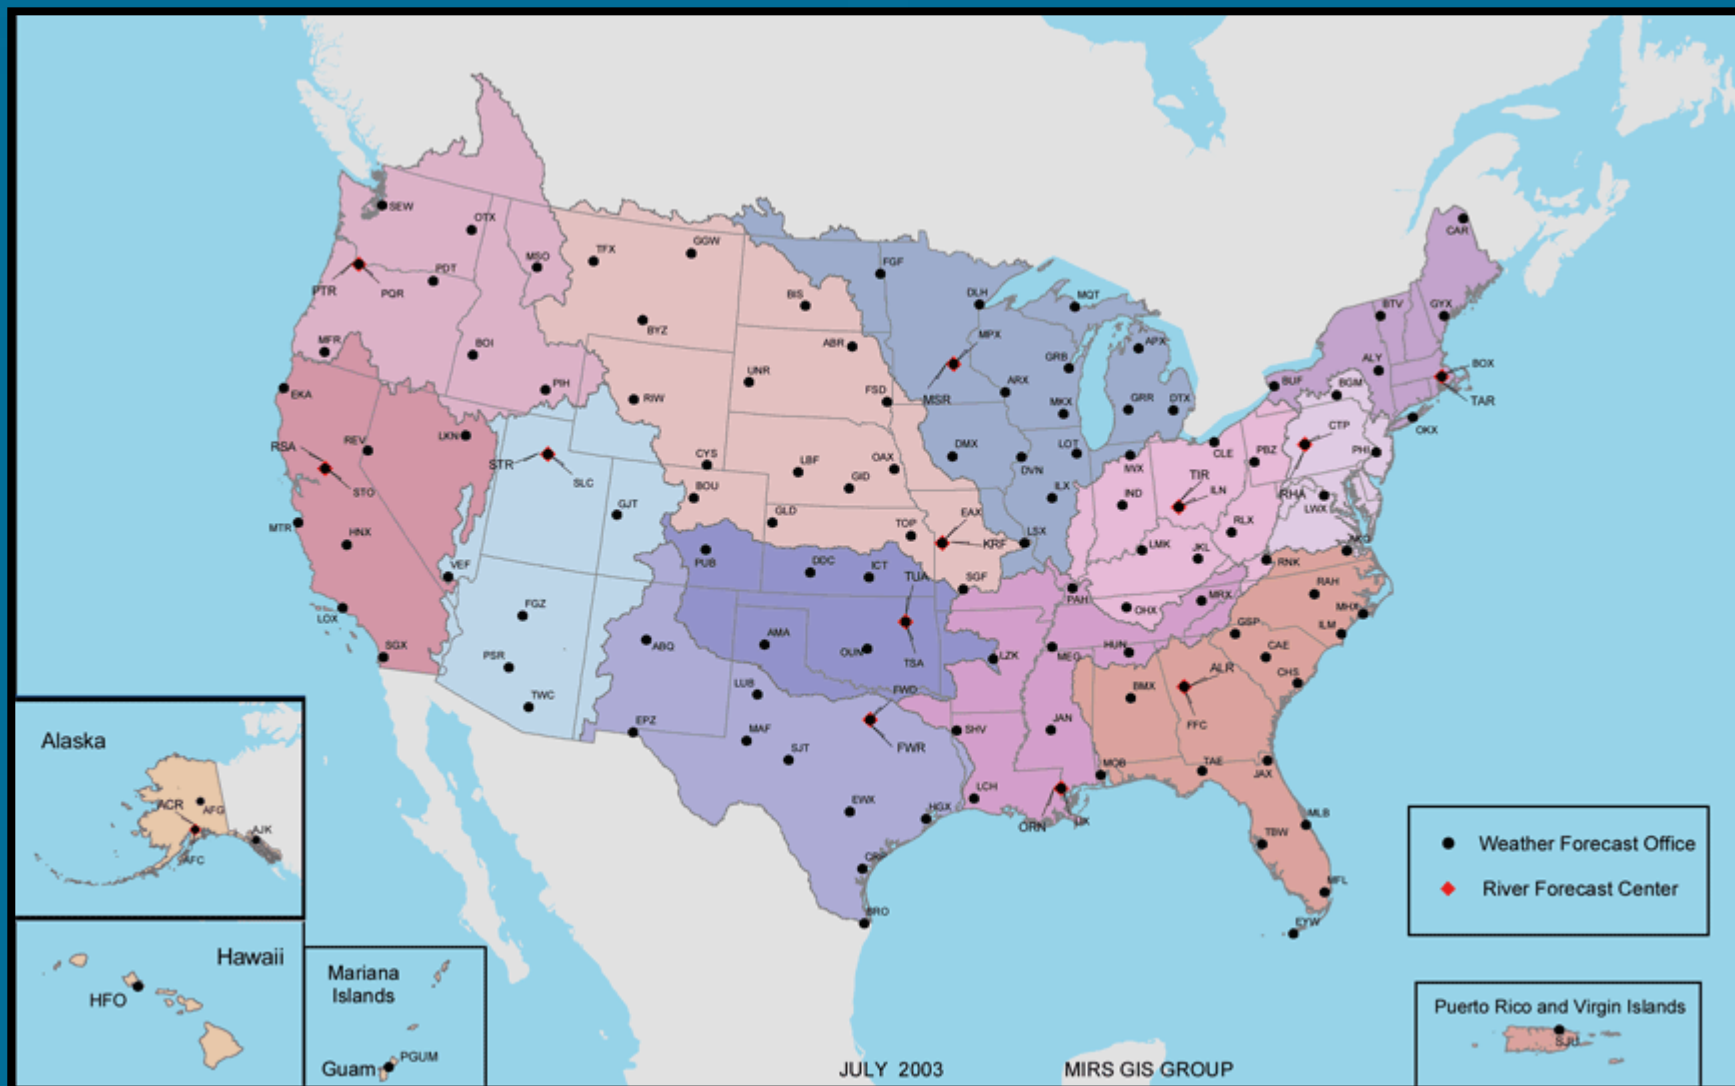 SEW
OTX
MSO
TFX
GGW
PTR
PQR
PDT
BIS
FGF
DLH
MQT
CAR
BYZ
MPX
BTV
GYX
MFR
BOI
ABR
GRB
APX
ALY
BOX
EKA
PIH
RIW
UNR
FSD
MSR
ARX
MKX
GRR
DTX
BUF
BGM
TAR
RSA
REV
LKN
CYS
LBF
OAX
DMX
LOT
CLE
PBZ
CTP
PHI
OKX
STO
STR
SLC
GJT
BOU
GID
DVN
IWX
TIR
ILN
RHA
LWX
MTR
HNX
GLD
TOP
EAX
KRF
ILX
LSX
IND
RLX
AKQ
VEF
PUB
DDC
ICT
TUA
SGF
PAH
LMK
JKL
RNK
LOX
FGZ
AMA
OUN
TSA
OHX
MRX
RAH
MHX
SGX
PSR
ABQ
LZK
MEG
HUN
GSP
CAE
ILM
TWC
LUB
FWD
BMX
ALR
CHS
EPZ
MAF
SJT
FWR
SHV
JAN
FFC
MOB
TAE
JAX
EWX
HGX
LCH
ORN
LIX
TBW
MLB
CRP
BRO
MFL
EYW
Alaska
ACR
AFG
AFC
AJK
Hawaii
HFO
Mariana
Islands
Guam
PGUM
JULY 2003
MIRS GIS GROUP
Weather Forecast Office
River Forecast Center
Puerto Rico and Virgin Islands
SJU